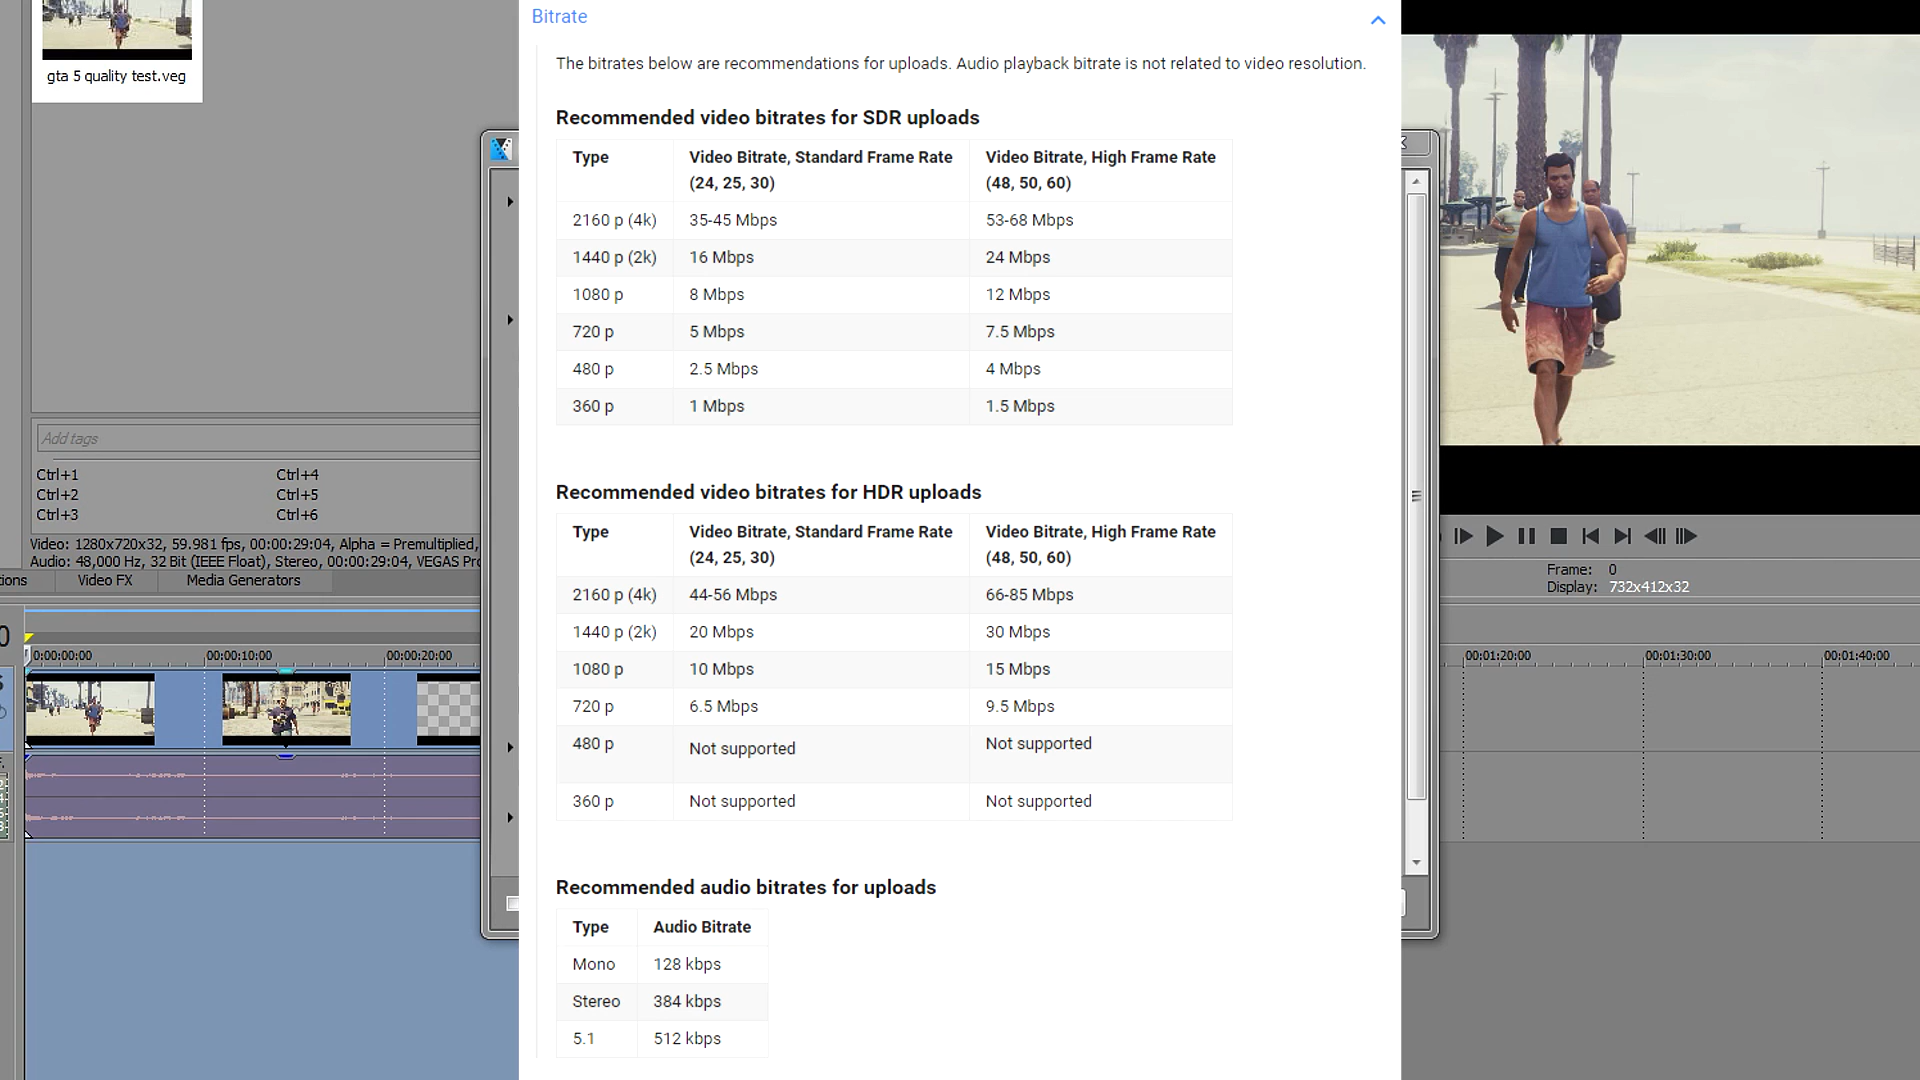 Bitrate
The bitrates below are recommendations for uploads. Audio playback bitrate is not related to video resolution.
Recommended video bitrates for SDR uploads
Type Video Bitrate, Standard Frame Rate (24, 25, 30) Video Bitrate, High Frame Rate (48, 50, 60)
2160 p (4k) 35-45 Mbps 53-68 Mbps
1440 p (2k) 16 Mbps 24 Mbps
1080 p 8 Mbps 12 Mbps
720 p 5 Mbps 7.5 Mbps
480 p 2.5 Mbps 4 Mbps
360 p 1 Mbps 1.5 Mbps
Recommended video bitrates for HDR uploads
Type Video Bitrate, Standard Frame Rate (24, 25, 30) Video Bitrate, High Frame Rate (48, 50, 60)
2160 p (4k) 44-56 Mbps 66-85 Mbps
1440 p (2k) 20 Mbps 30 Mbps
1080 p 10 Mbps 15 Mbps
720 p 6.5 Mbps 9.5 Mbps
480 p Not supported Not supported
360 p Not supported Not supported
Recommended audio bitrates for uploads
Type Audio Bitrate
Mono 128 kbps
Stereo 384 kbps
5.1 512 kbps
gta 5 quality test.veg
Add tags
Ctrl+1 Ctrl+4
Ctrl+2 Ctrl+5
Ctrl+3 Ctrl+6
Video: 1280x720x32, 59.981 fps, 00:00:29:04, Alpha = Premultiplied,
Audio: 48,000 Hz, 32 Bit (IEEE Float), Stereo, 00:00:29:04, VEGAS Pro
ions Video FX Media Generators
0:00:00:00 00:00:10:00 00:00:20:00
Frame: 0
Display: 732x412x32
00:01:20:00 00:01:30:00 00:01:40:00